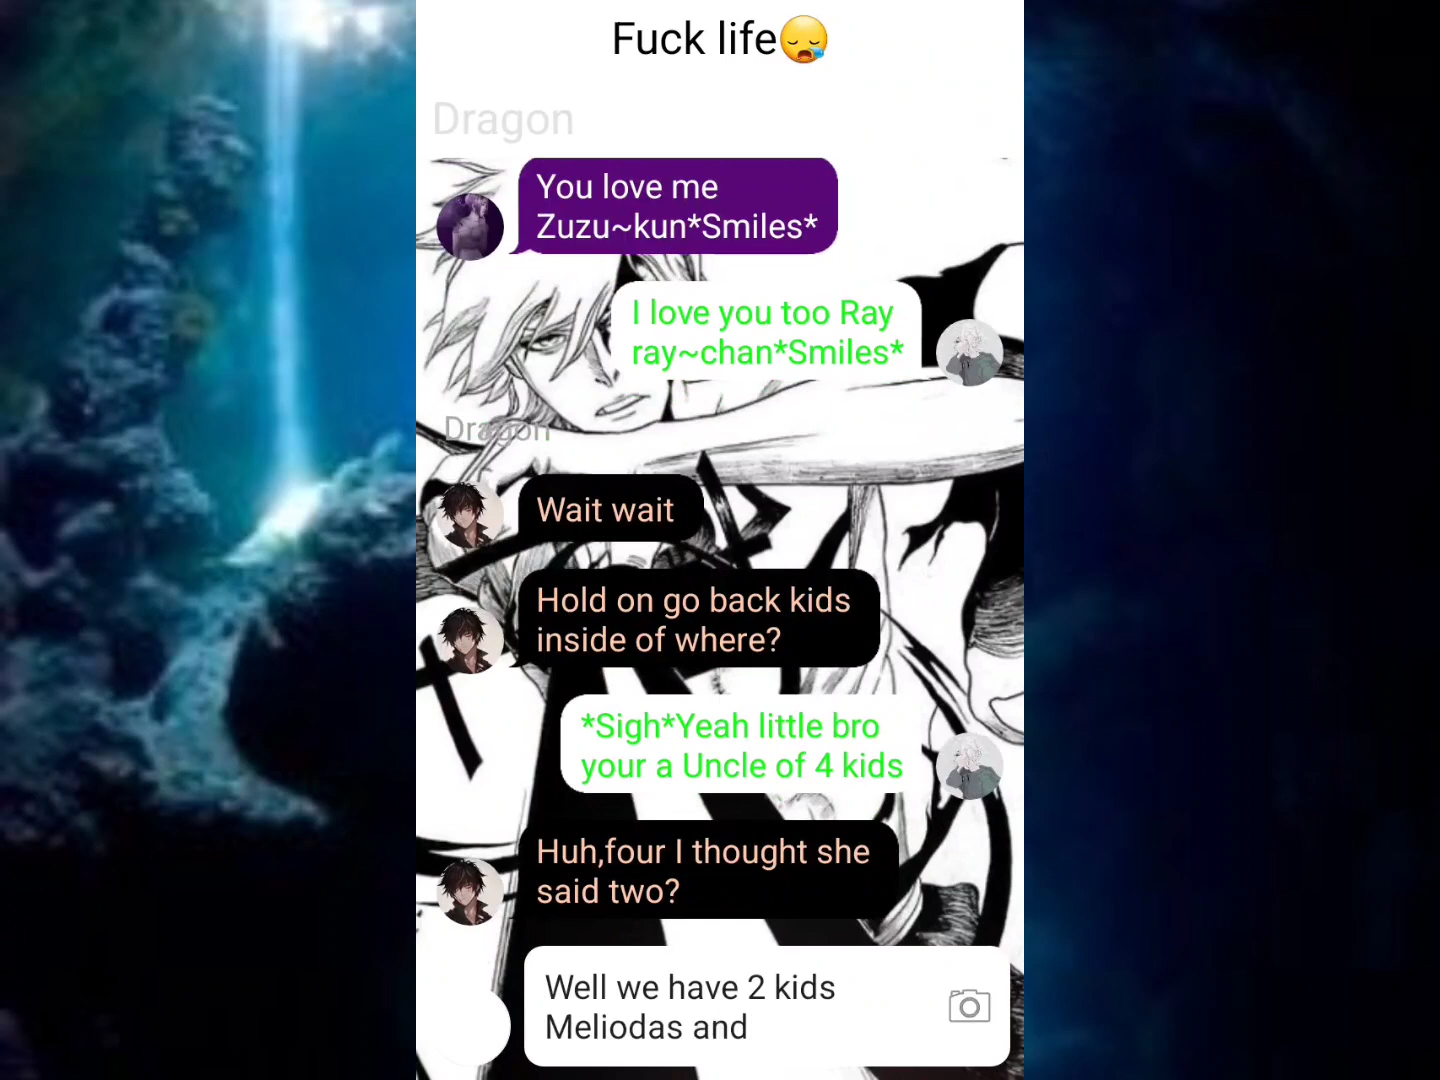 Fuck life😪
Dragon
You love me
Zuzu~kun*Smiles*
I love you too Ray
ray~chan*Smiles*
Dragon
Wait wait
Hold on go back kids
inside of where?
*Sigh*Yeah little bro
your a Uncle of 4 kids
Huh,four I thought she
said two?
Well we have 2 kids
Meliodas and